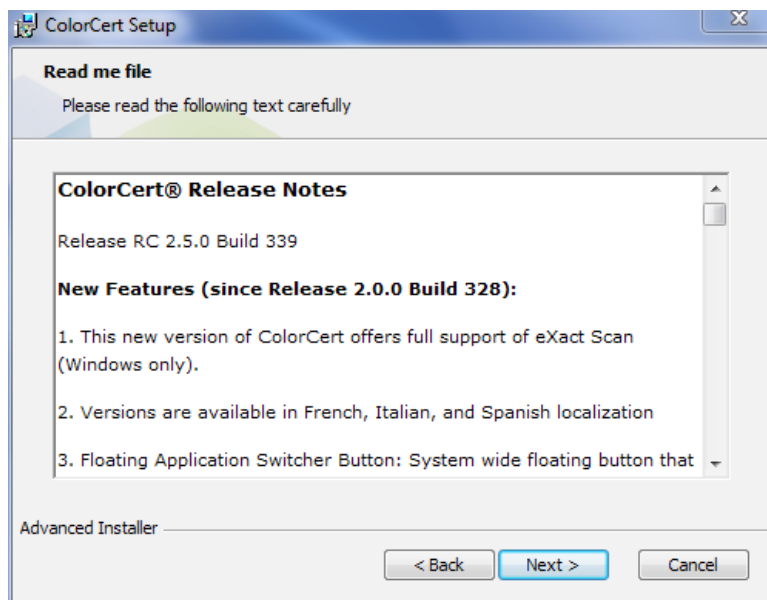 ColorCert Setup
Read me file
Please read the following text carefully
ColorCert® Release Notes
Release RC 2.5.0 Build 339
New Features (since Release 2.0.0 Build 328):
1. This new version of ColorCert offers full support of eXact Scan
(Windows only).
2. Versions are available in French, Italian, and Spanish localization
3. Floating Application Switcher Button: System wide floating button that
Advanced Installer
< Back
Next >
Cancel